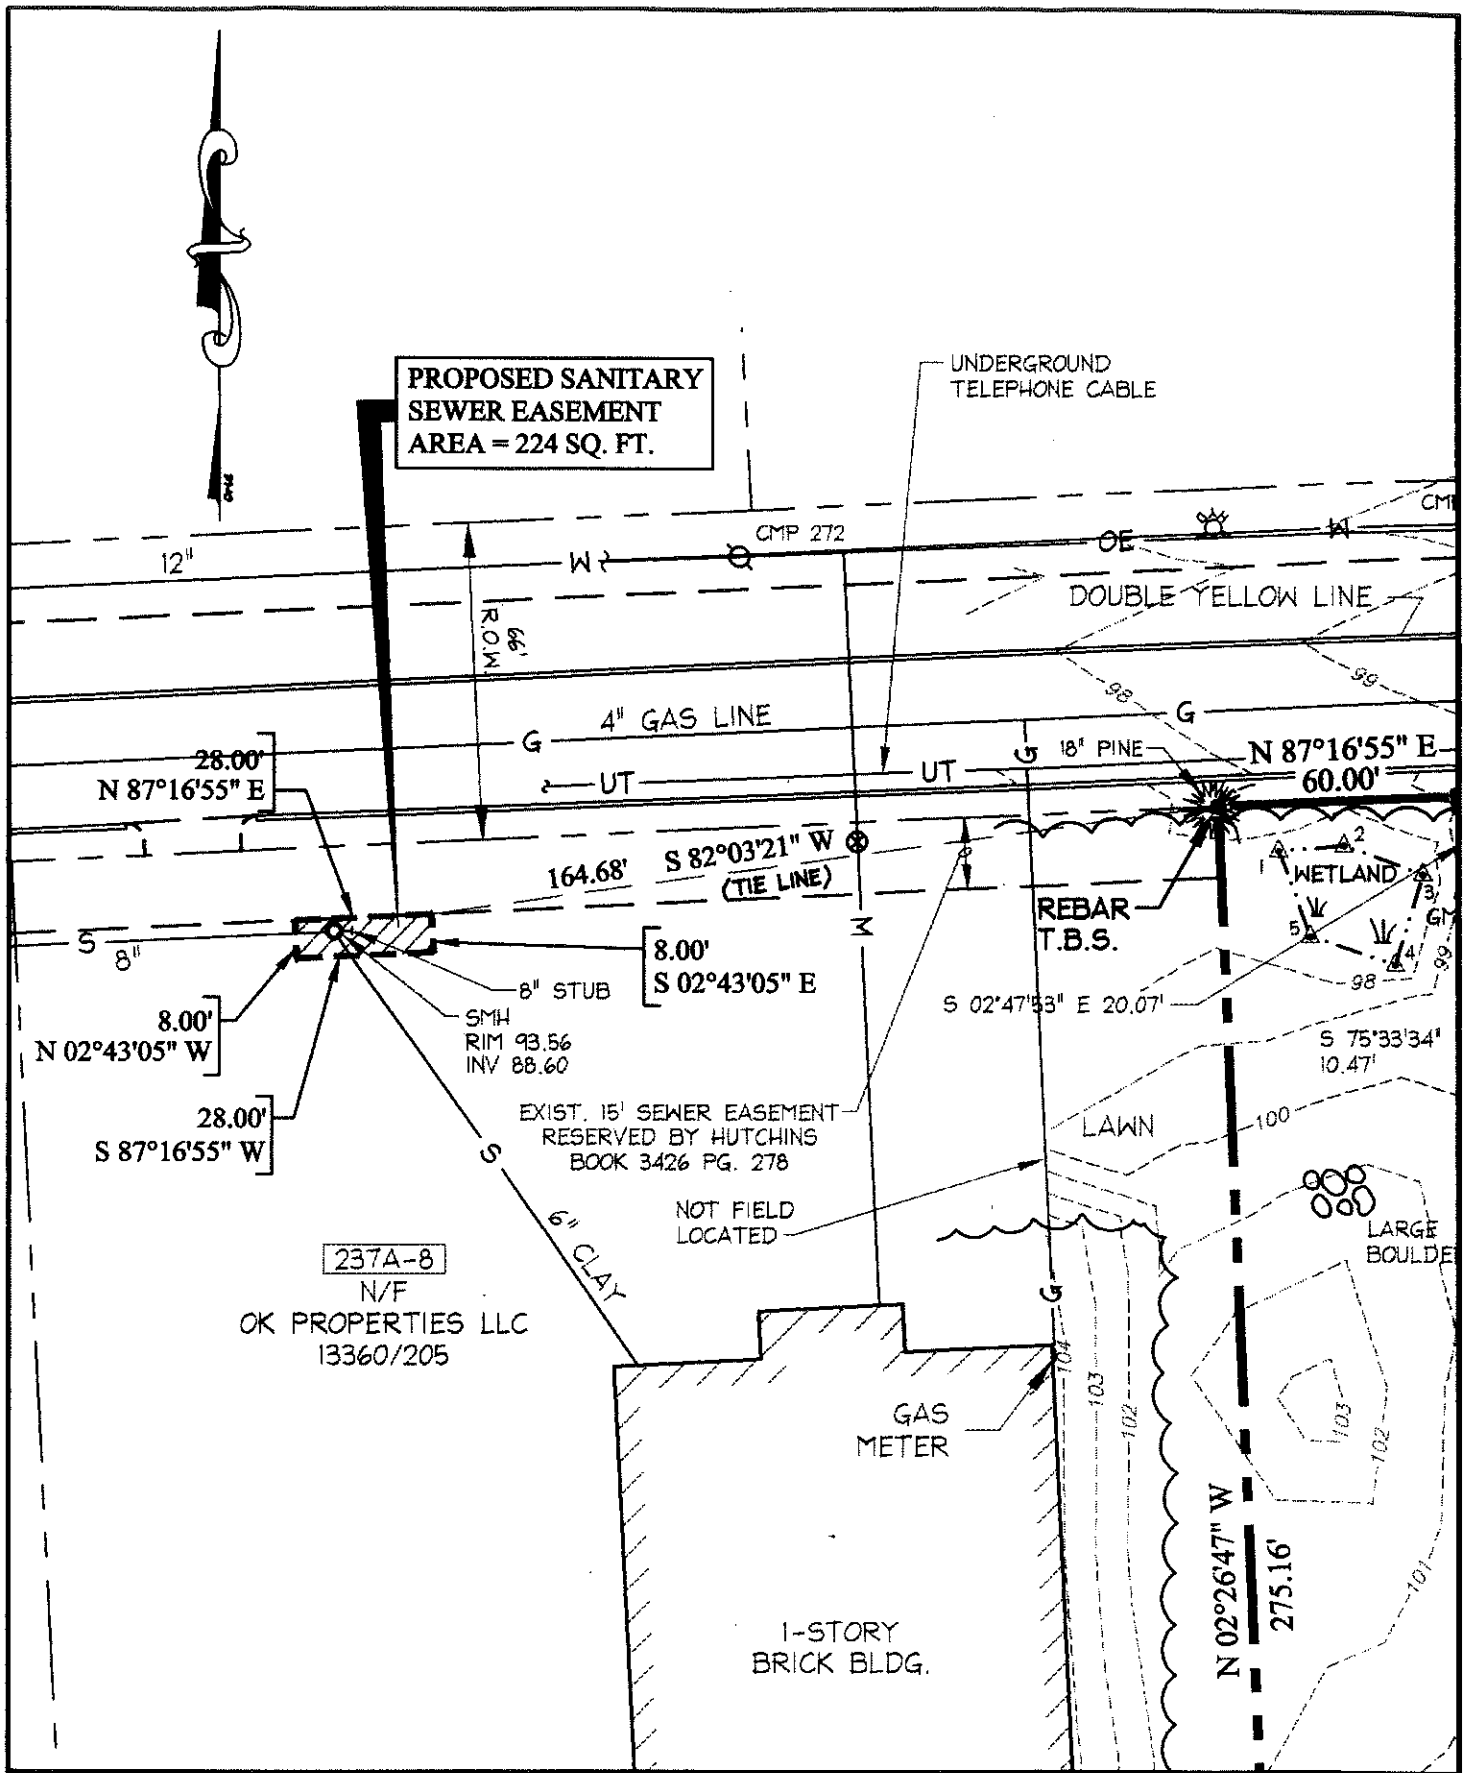 PROPOSED SANITARY
SEWER EASEMENT
AREA = 224 SQ. FT.
UNDERGROUND
TELEPHONE CABLE
12"
W
CMP 272
OE
W
DOUBLE YELLOW LINE
66'
R.O.W.
98
99
4" GAS LINE
G
G
G
28.00'
N 87°16'55" E
UT
UT
18" PINE
N 87°16'55" E
60.00'
164.68'
S 82°03'21" W
(TIE LINE)
1
2
WETLAND
3
5
4
REBAR
T.B.S.
S
8"
8.00'
S 02°43'05" E
M
8" STUB
SMH
RIM 93.56
INV 88.60
8.00'
N 02°43'05" W
S 02°47'53" E 20.07'
98
99
S 75°33'34"
10.47'
28.00'
S 87°16'55" W
EXIST. 15' SEWER EASEMENT
RESERVED BY HUTCHINS
BOOK 3426 PG. 278
LAWN
100
S
NOT FIELD
LOCATED
6" CLAY
LARGE
237A-8
N/F
OK PROPERTIES LLC
13360/205
G
104
103
102
103
102
GAS
METER
N 02°26'47" W
275.16'
101
1-STORY
BRICK BLDG.